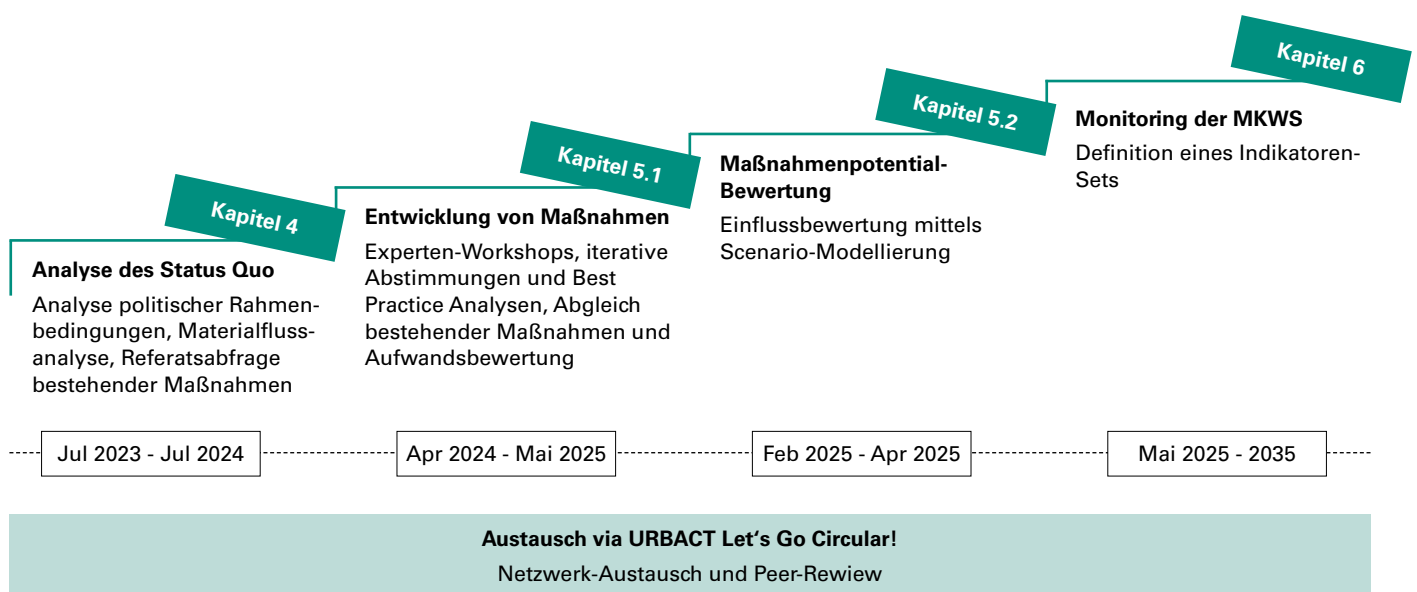 Kapitel 4
Analyse des Status Quo
Analyse politischer Rahmen-
bedingungen, Materialfluss-
analyse, Referatsabfrage
bestehender Maßnahmen
Kapitel 5.1
Entwicklung von Maßnahmen
Experten-Workshops, iterative
Abstimmungen und Best
Practice Analysen, Abgleich
bestehender Maßnahmen und
Aufwandsbewertung
Kapitel 5.2
Maßnahmenpotential-
Bewertung
Einflussbewertung mittels
Scenario-Modellierung
Kapitel 6
Monitoring der MKWS
Definition eines Indikatoren-
Sets
Jul 2023 - Jul 2024
Apr 2024 - Mai 2025
Feb 2025 - Apr 2025
Mai 2025 - 2035
Austausch via URBACT Let‘s Go Circular!
Netzwerk-Austausch und Peer-Rewiew